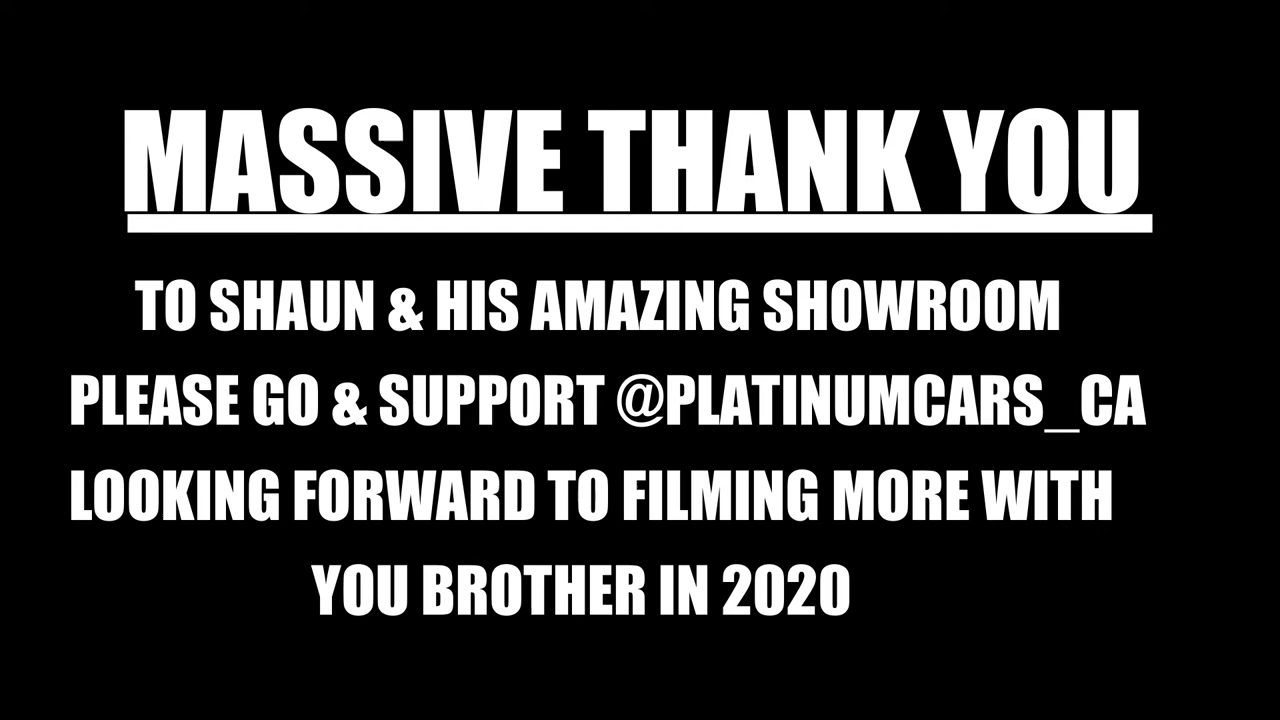 MASSIVE THANK YOU
TO SHAUN & HIS AMAZING SHOWROOM
PLEASE GO & SUPPORT @PLATINUMCARS_CA
LOOKING FORWARD TO FILMING MORE WITH
YOU BROTHER IN 2020